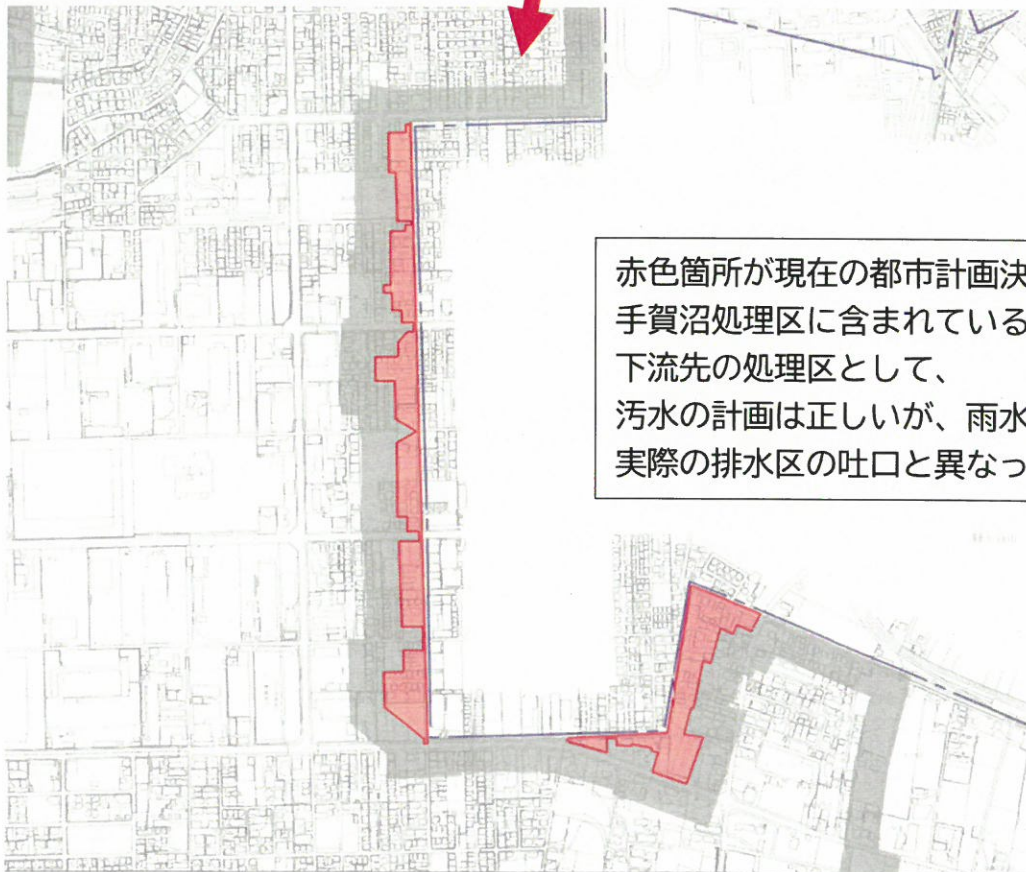 赤色箇所が現在の都市計画決
手賀沼処理区に含まれている
下流先の処理区として、
汚水の計画は正しいが、雨水
実際の排水区の吐口と異なっ